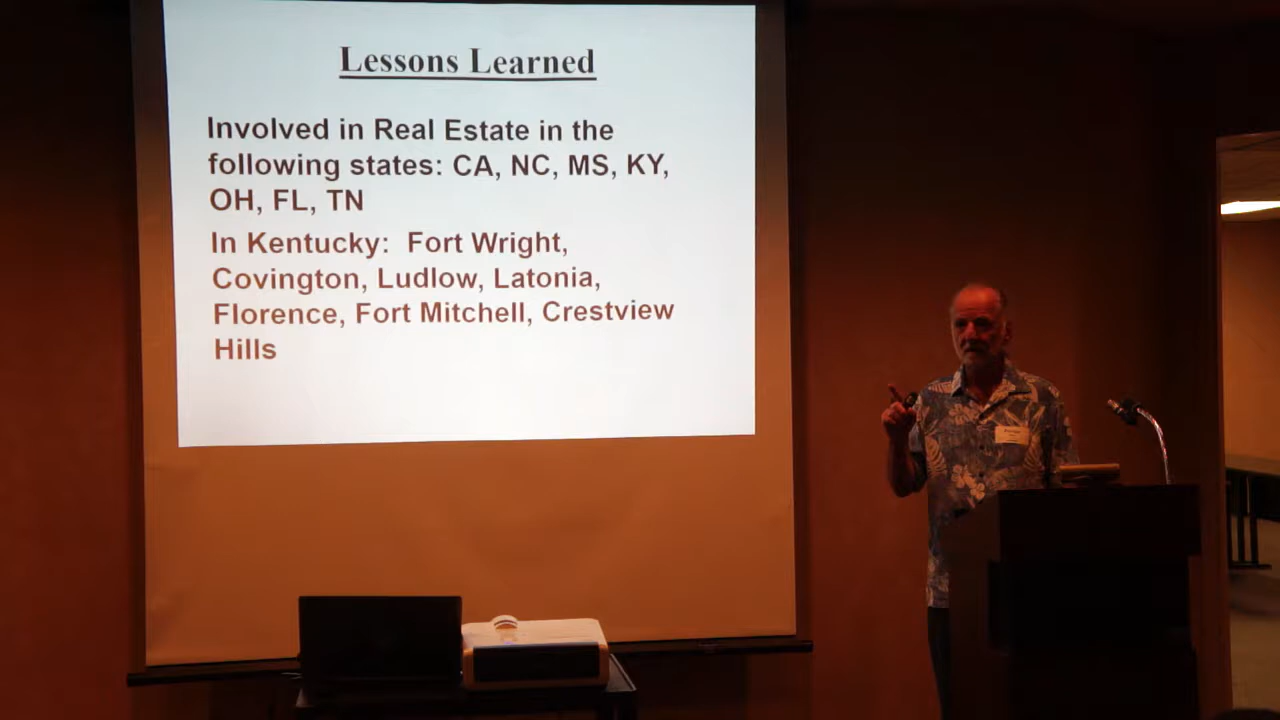 Lessons Learned
Involved in Real Estate in the
following states: CA, NC, MS, KY,
OH, FL, TN
In Kentucky:  Fort Wright,
Covington, Ludlow, Latonia,
Florence, Fort Mitchell, Crestview
Hills